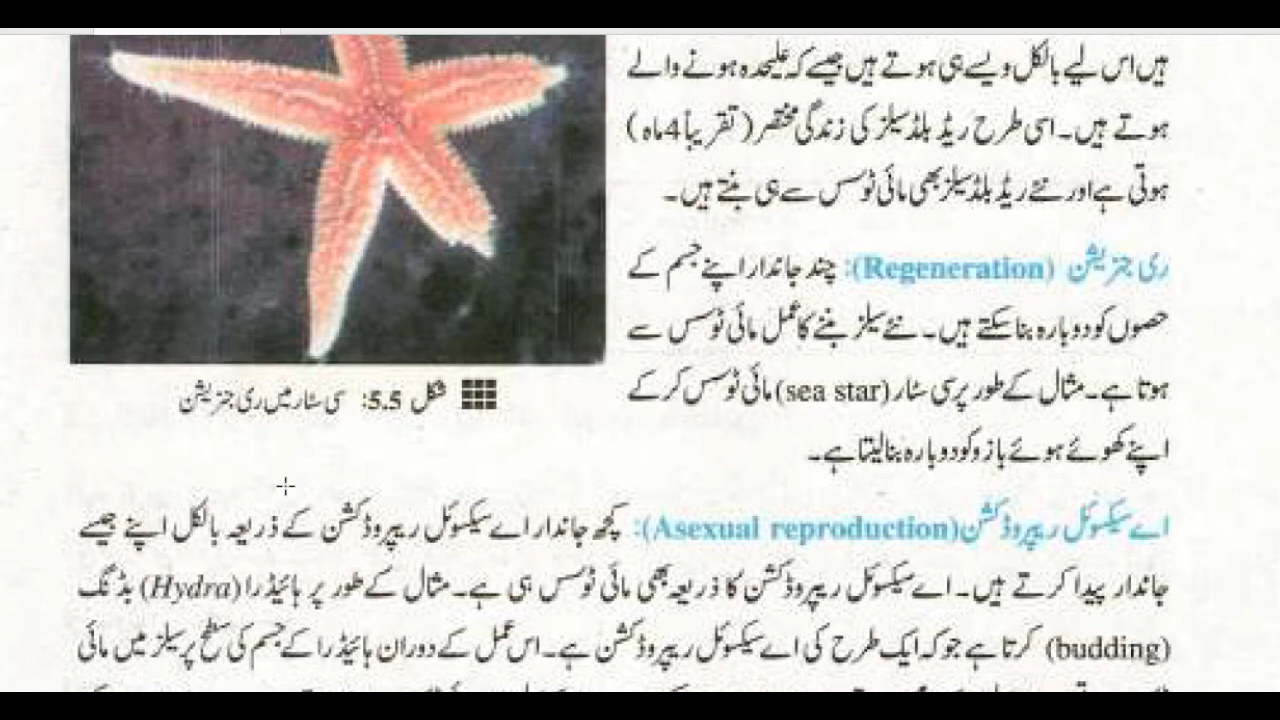 ہیں اس لیے بالکل ویسے ہی ہوتے ہیں جیسے کہ علیحدہ ہونے والے
ہوتے ہیں۔ اسی طرح ریڈ بلڈ سیلز کی زندگی مختصر (تقریباً 4 ماہ)
ہوتی ہے اور نئے ریڈ بلڈ سیلز بھی مائی ٹوسس سے ہی بنتے ہیں۔
ری جنریشن (Regeneration): چند جاندار اپنے جسم کے
حصوں کو دوبارہ بنا سکتے ہیں۔ نئے سیلز بننے کا عمل مائی ٹوسس سے
ہوتا ہے۔ مثال کے طور پر سی سٹار (sea star) مائی ٹوسس کر کے
اپنے کھوئے ہوئے بازو کو دوبارہ بنا لیتا ہے۔
شکل 5.5: سی سٹار میں ری جنریشن
اے سیکسوئل ریپروڈکشن (Asexual reproduction): کچھ جاندار اے سیکسوئل ریپروڈکشن کے ذریعہ بالکل اپنے جیسے
جاندار پیدا کرتے ہیں۔ اے سیکسوئل ریپروڈکشن کا ذریعہ بھی مائی ٹوسس ہی ہے۔ مثال کے طور پر ہائیڈرا (Hydra) بڈنگ
(budding) کرتا ہے جو کہ ایک طرح کی اے سیکسوئل ریپروڈکشن ہے۔ اس عمل کے دوران ہائیڈرا کے جسم کی سطح پر سیلز میں مائی